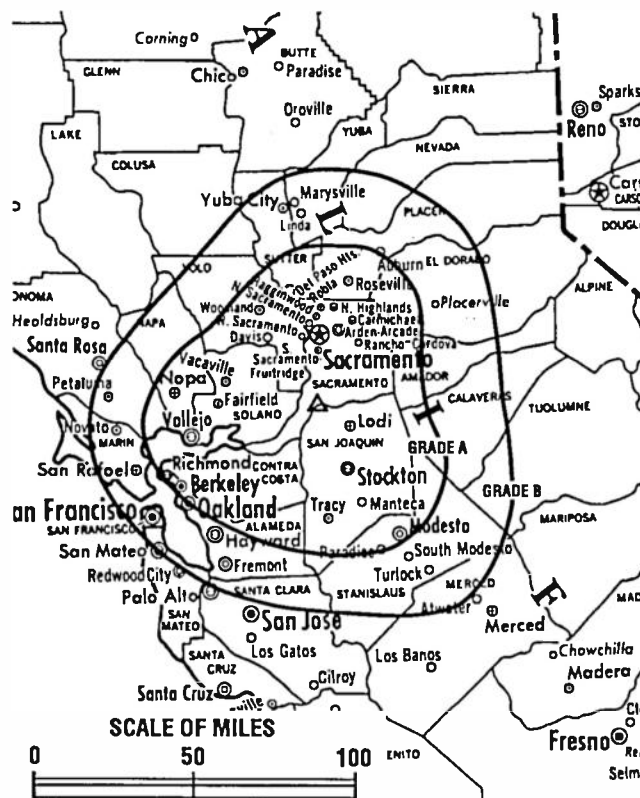 Corning
BUTTE
GLENN
Chico
Paradise
SIERRA
Sparks
Oroville
Reno
LAKE
YUBA
NEVADA
COLUSA
Yuba City
Marysville
Linda
PLACER
SUTTER
Auburn
EL DORADO
YOLO
Del Paso Hts.
Robla
Roseville
ALPINE
Woodland
N. Sacramento
N. Highlands
Placerville
Healdsburg
NAPA
W. Sacramento
Carmichael
Arden-Arcade
Santa Rosa
Davis
Rancho-Cordova
S. Sacramento
Sacramento
Fruitridge
Vacaville
Napa
SACRAMENTO
AMADOR
Petaluma
Fairfield
SOLANO
CALAVERAS
TUOLUMNE
Novato
Vallejo
Lodi
MARIN
SAN JOAQUIN
GRADE A
San Rafael
Richmond
CONTRA COSTA
Berkeley
Stockton
GRADE B
an Francisco
Oakland
Manteca
SAN FRANCISCO
ALAMEDA
Tracy
MARIPOSA
Hayward
Modesto
San Mateo
Paradise
South Modesto
Redwood City
Fremont
Turlock
Palo Alto
SANTA CLARA
STANISLAUS
MERCED
SAN MATEO
Atwater
San Jose
Merced
Los Gatos
Chowchilla
SANTA CRUZ
Los Banos
Madera
Gilroy
Santa Cruz
SCALE OF MILES
Fresno
0 50 100
ENITO
Selm